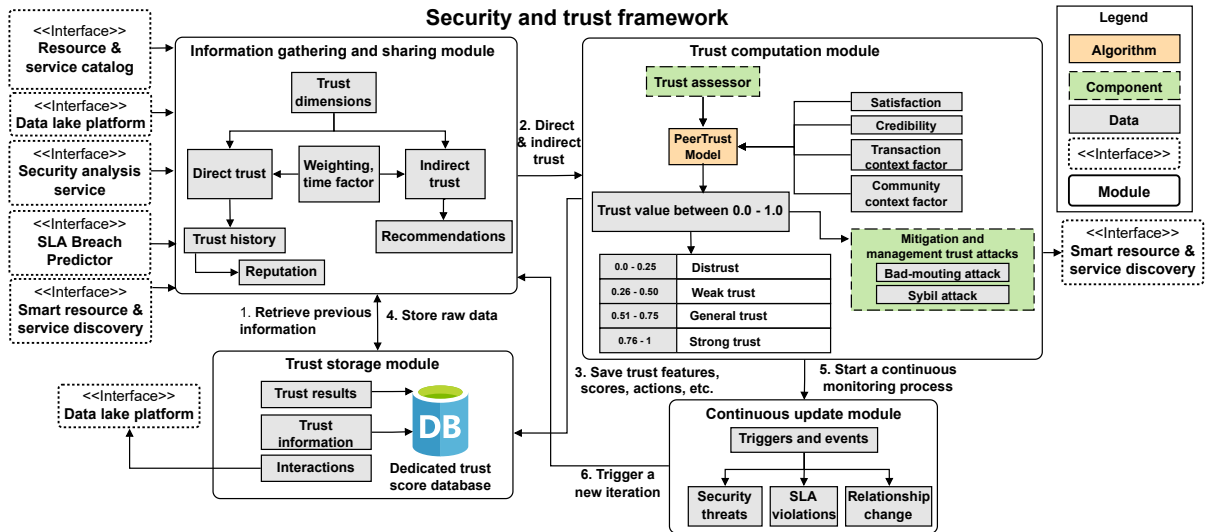 Security and trust framework
<<Interface>>
Resource &
service catalog
<<Interface>>
Data lake platform
<<Interface>>
Security analysis
service
<<Interface>>
SLA Breach
Predictor
<<Interface>>
Smart resource &
service discovery
Information gathering and sharing module
Trust
dimensions
Direct trust
Weighting,
time factor
Indirect
trust
Trust history
Reputation
Recommendations
2. Direct
& indirect
trust
Trust computation module
Trust assessor
PeerTrust
Model
Satisfaction
Credibility
Transaction
context factor
Community
context factor
Trust value between 0.0 - 1.0
0.0 - 0.25 Distrust
0.26 - 0.50 Weak trust
0.51 - 0.75 General trust
0.76 - 1 Strong trust
Mitigation and
management trust attacks
Bad-mouting attack
Sybil attack
Legend
Algorithm
Component
Data
<<Interface>>
Module
<<Interface>>
Smart resource &
service discovery
1. Retrieve previous
information
4. Store raw data
3. Save trust features,
scores, actions, etc.
5. Start a continuous
monitoring process
Trust storage module
Trust results
Trust
information
Interactions
DB
Dedicated trust
score database
<<Interface>>
Data lake platform
6. Trigger a
new iteration
Continuous update module
Triggers and events
Security
threats
SLA
violations
Relationship
change